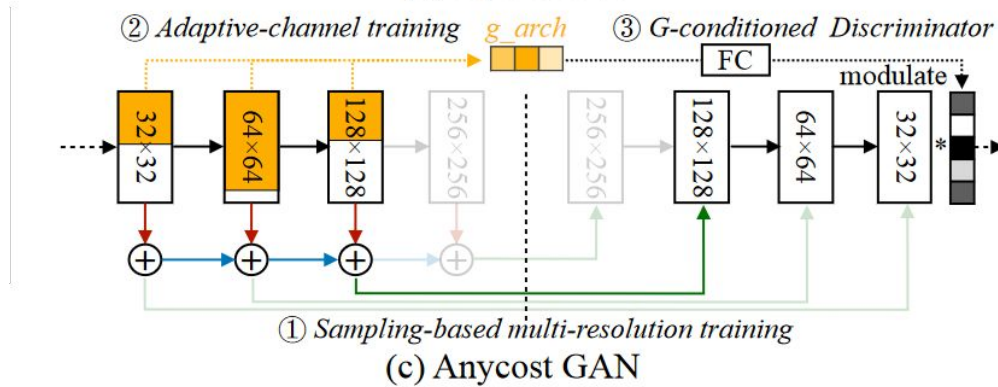 ② Adaptive-channel training
g_arch
③ G-conditioned Discriminator
FC
modulate
32×32
64×64
128×128
256×256
256×256
128×128
64×64
32×32
*
+
+
+
+
① Sampling-based multi-resolution training
(c) Anycost GAN